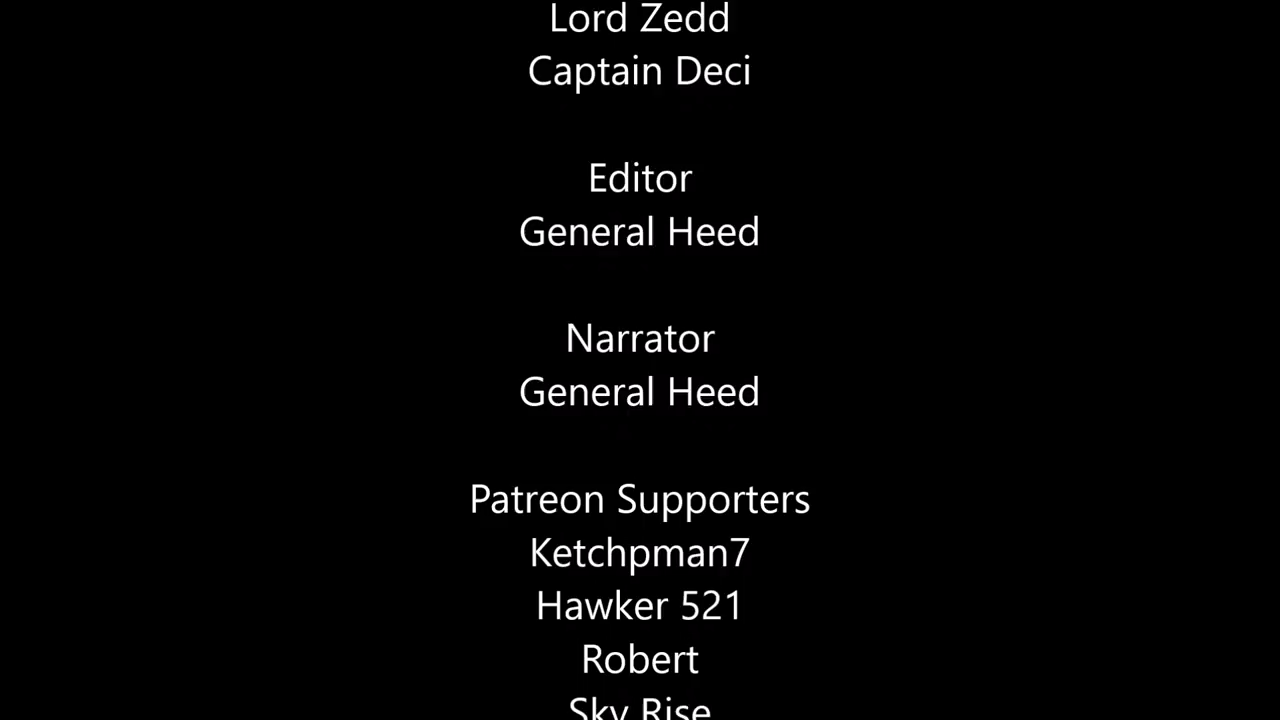 Lord Zedd
Captain Deci
Editor
General Heed
Narrator
General Heed
Patreon Supporters
Ketchpman7
Hawker 521
Robert
Sky Rise